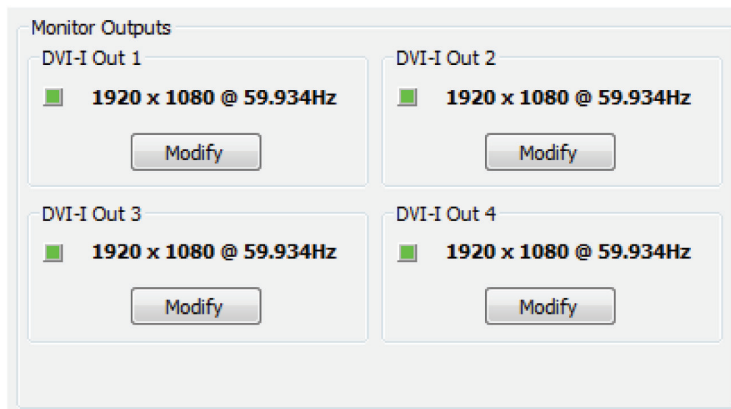 Monitor Outputs
DVI-I Out 1
1920 x 1080 @ 59.934Hz
Modify
DVI-I Out 2
1920 x 1080 @ 59.934Hz
Modify
DVI-I Out 3
1920 x 1080 @ 59.934Hz
Modify
DVI-I Out 4
1920 x 1080 @ 59.934Hz
Modify